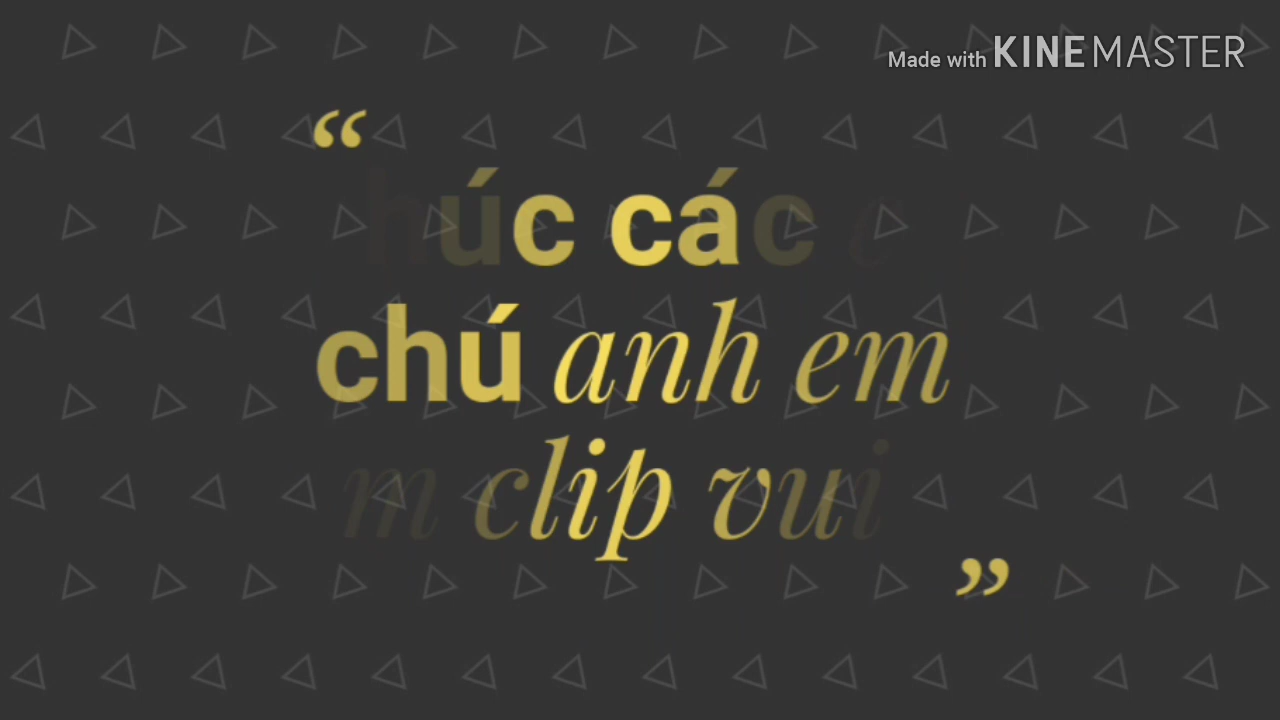 Made with KINEMASTER
“
húc các e
chú anh em
m clip vui
”